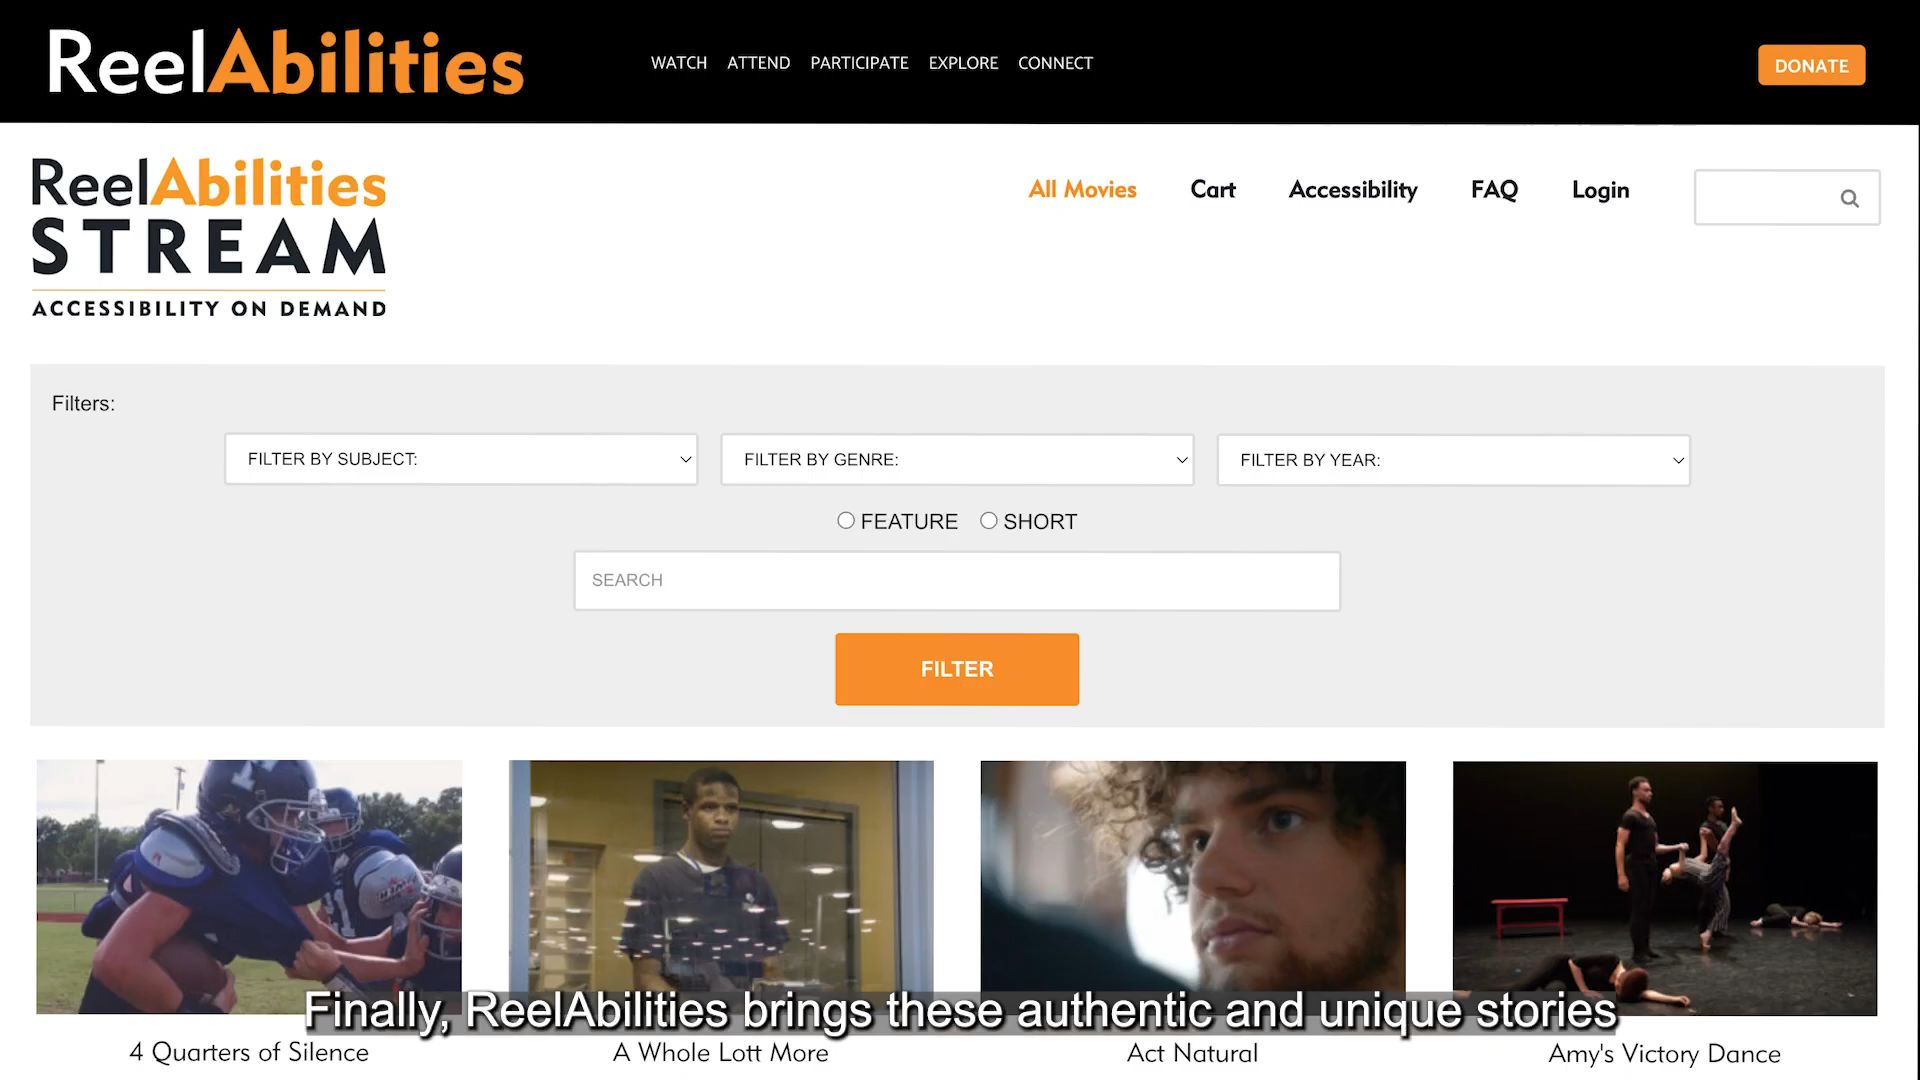 ReelAbilities
WATCH ATTEND PARTICIPATE EXPLORE CONNECT
DONATE
ReelAbilities
STREAM
ACCESSIBILITY ON DEMAND
All Movies Cart Accessibility FAQ Login
Filters:
FILTER BY SUBJECT: FILTER BY GENRE: FILTER BY YEAR:
FEATURE SHORT
SEARCH
FILTER
Finally, ReelAbilities brings these authentic and unique stories
4 Quarters of Silence A Whole Lott More Act Natural Amy's Victory Dance